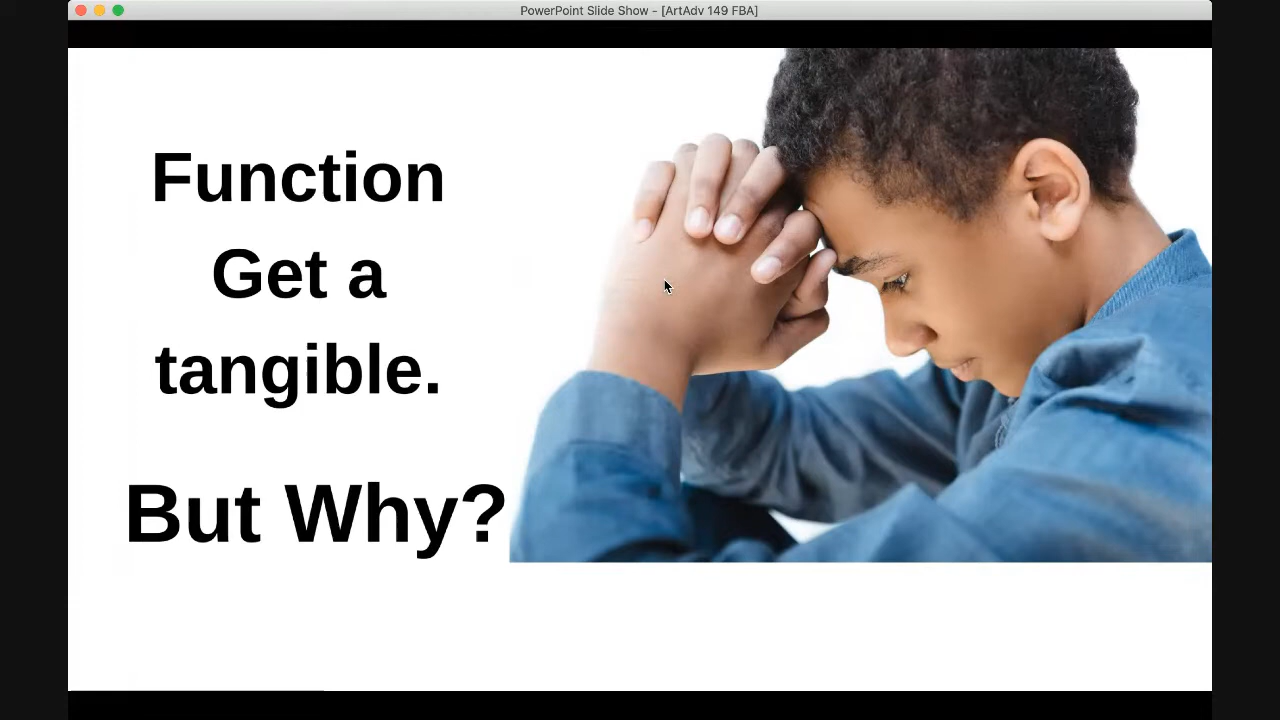 PowerPoint Slide Show - [ArtAdv 149 FBA]
Function
Get a
tangible.
But Why?